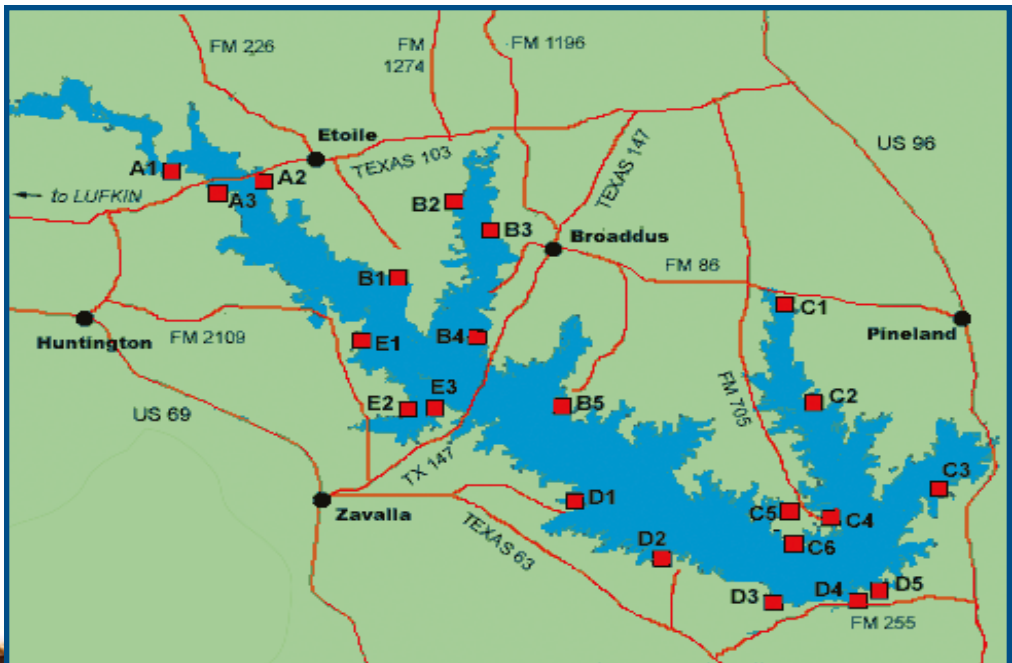 FM 226
FM
1274
FM 1196
Etoile
TEXAS 103
TEXAS 147
US 96
A1
A2
← to LUFKIN
A3
B2
B3
Broaddus
FM 86
B1
C1
Huntington
FM 2109
E1
B4
Pineland
US 69
E2
E3
B5
FM 705
C2
TX 147
C3
Zavalla
D1
C5
C4
TEXAS 63
D2
C6
D3
D4
D5
FM 255